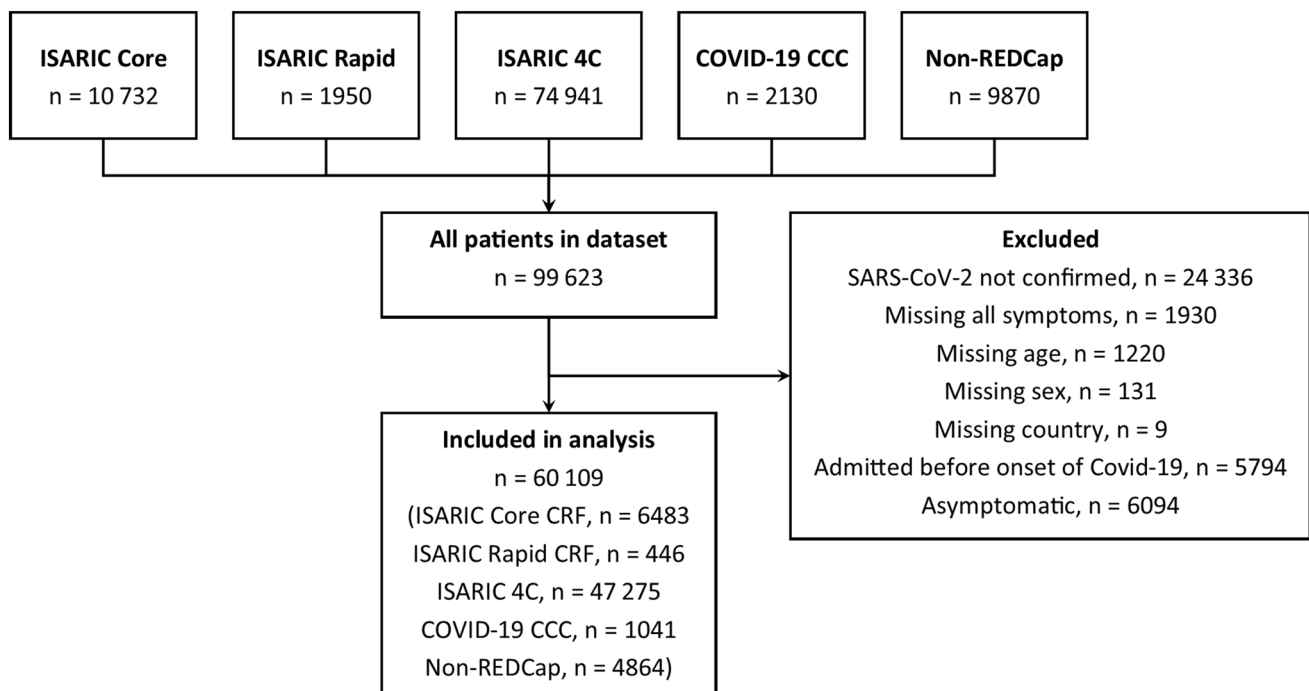 ISARIC Core
n = 10 732
ISARIC Rapid
n = 1950
ISARIC 4C
n = 74 941
COVID-19 CCC
n = 2130
Non-REDCap
n = 9870
All patients in dataset
n = 99 623
Excluded
SARS-CoV-2 not confirmed, n = 24 336
Missing all symptoms, n = 1930
Missing age, n = 1220
Missing sex, n = 131
Missing country, n = 9
Admitted before onset of Covid-19, n = 5794
Asymptomatic, n = 6094
Included in analysis
n = 60 109
(ISARIC Core CRF, n = 6483
ISARIC Rapid CRF, n = 446
ISARIC 4C, n = 47 275
COVID-19 CCC, n = 1041
Non-REDCap, n = 4864)